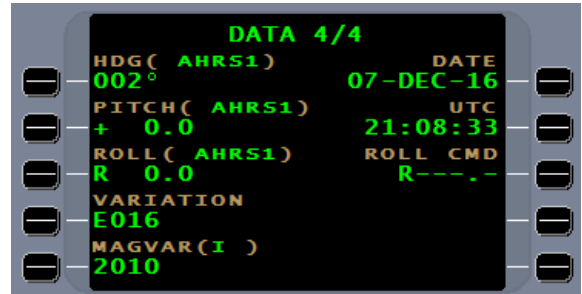 DATA 4/4
HDG( AHRS1) DATE
002° 07-DEC-16
PITCH( AHRS1) UTC
+ 0.0 21:08:33
ROLL( AHRS1) ROLL CMD
R 0.0 R---.-
VARIATION
E016
MAGVAR(I )
2010